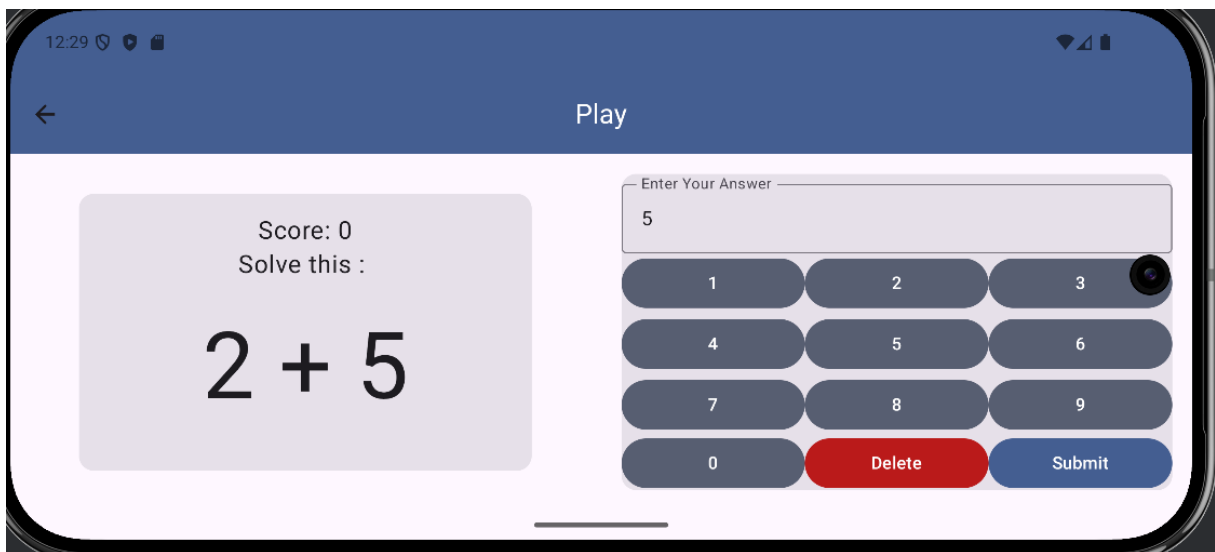 12:29
Play
Score: 0
Solve this :
2 + 5
Enter Your Answer
5
1 2 3
4 5 6
7 8 9
0 Delete Submit